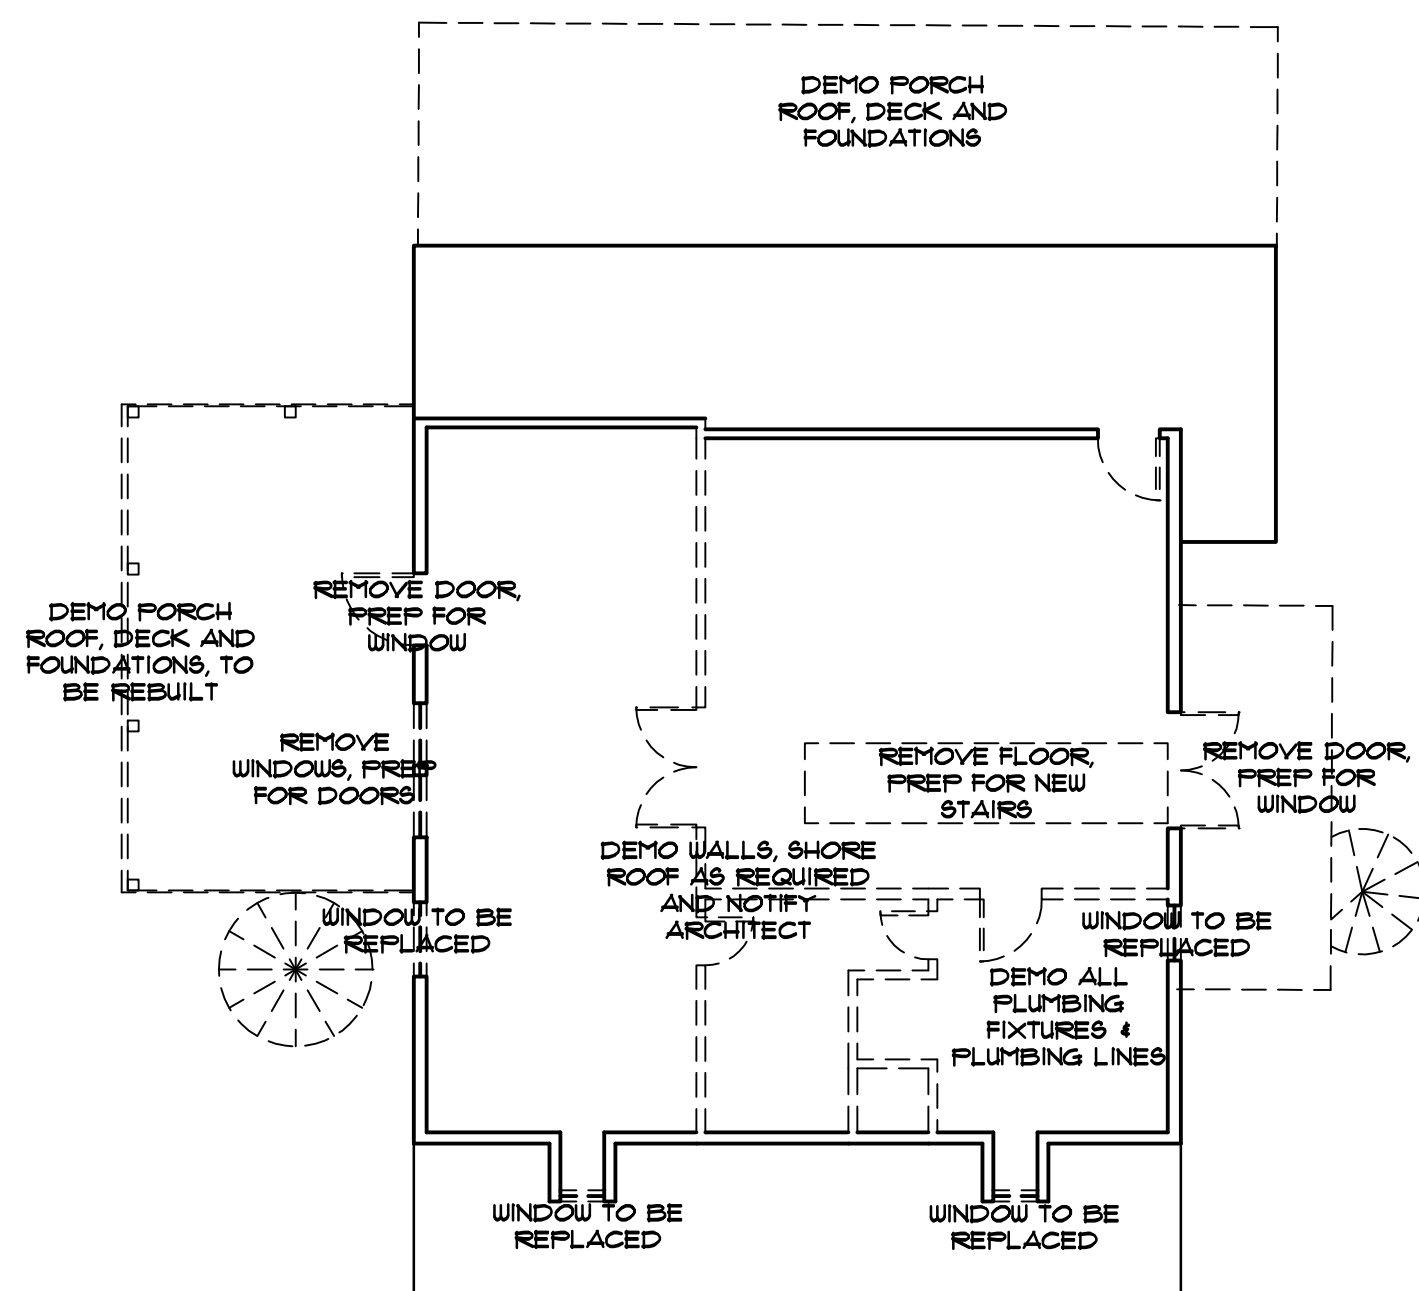 DEMO PORCH
ROOF, DECK AND
FOUNDATIONS
REMOVE DOOR,
PREP FOR
WINDOW
DEMO PORCH
ROOF, DECK AND
FOUNDATIONS, TO
BE REBUILT
REMOVE
WINDOWS, PREP
FOR DOORS
REMOVE FLOOR,
PREP FOR NEW
STAIRS
REMOVE DOOR,
PREP FOR
WINDOW
DEMO WALLS, SHORE
ROOF AS REQUIRED
AND NOTIFY
ARCHITECT
WINDOW TO BE
REPLACED
WINDOW TO BE
REPLACED
DEMO ALL
PLUMBING
FIXTURES &
PLUMBING LINES
WINDOW TO BE
REPLACED
WINDOW TO BE
REPLACED